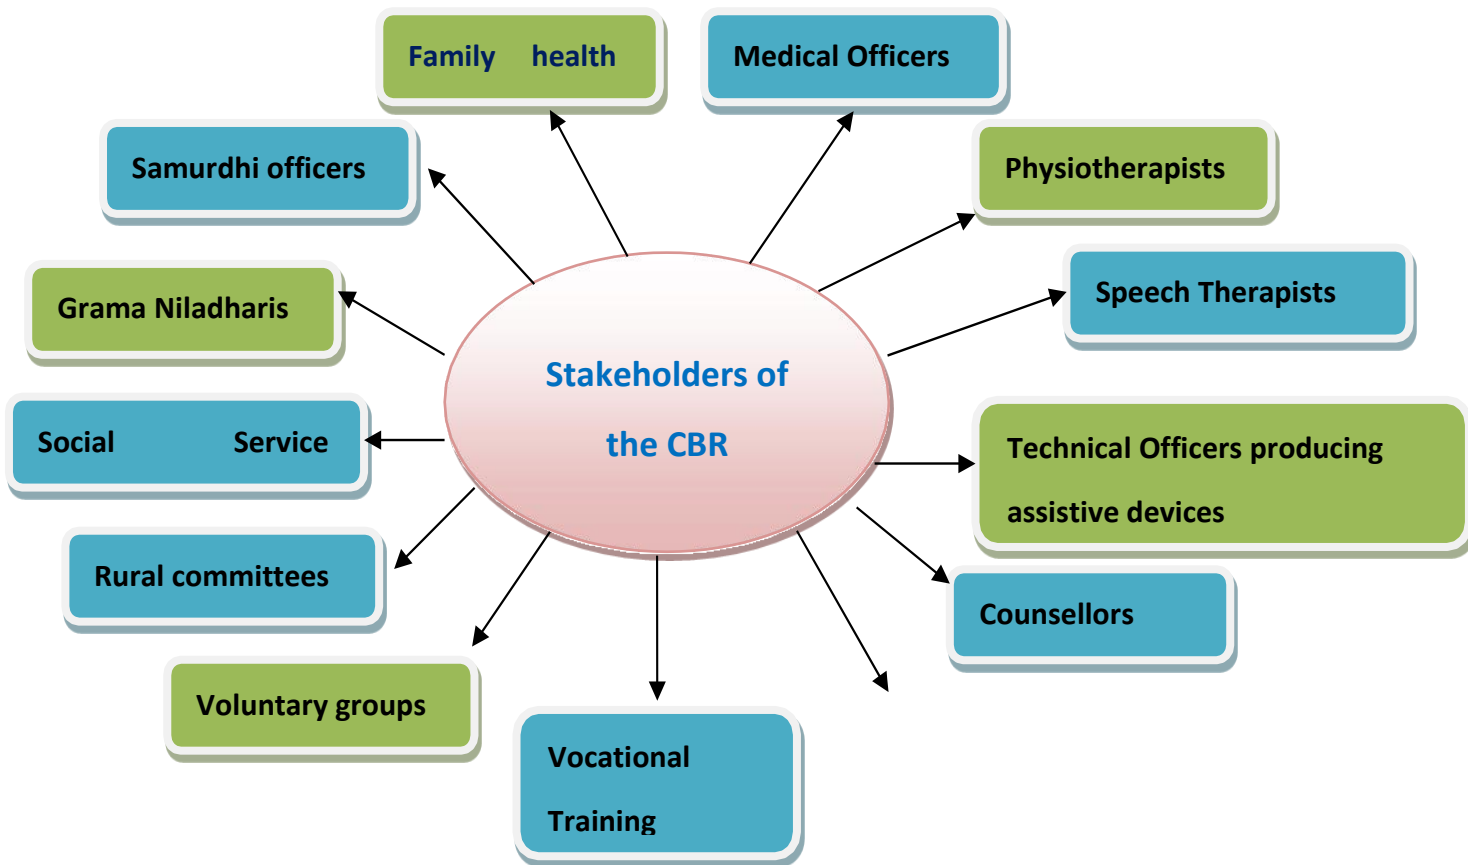 Family health
Medical Officers
Samurdhi officers
Physiotherapists
Grama Niladharis
Speech Therapists
Stakeholders of
the CBR
Social Service
Technical Officers producing
assistive devices
Rural committees
Counsellors
Voluntary groups
Vocational
Training